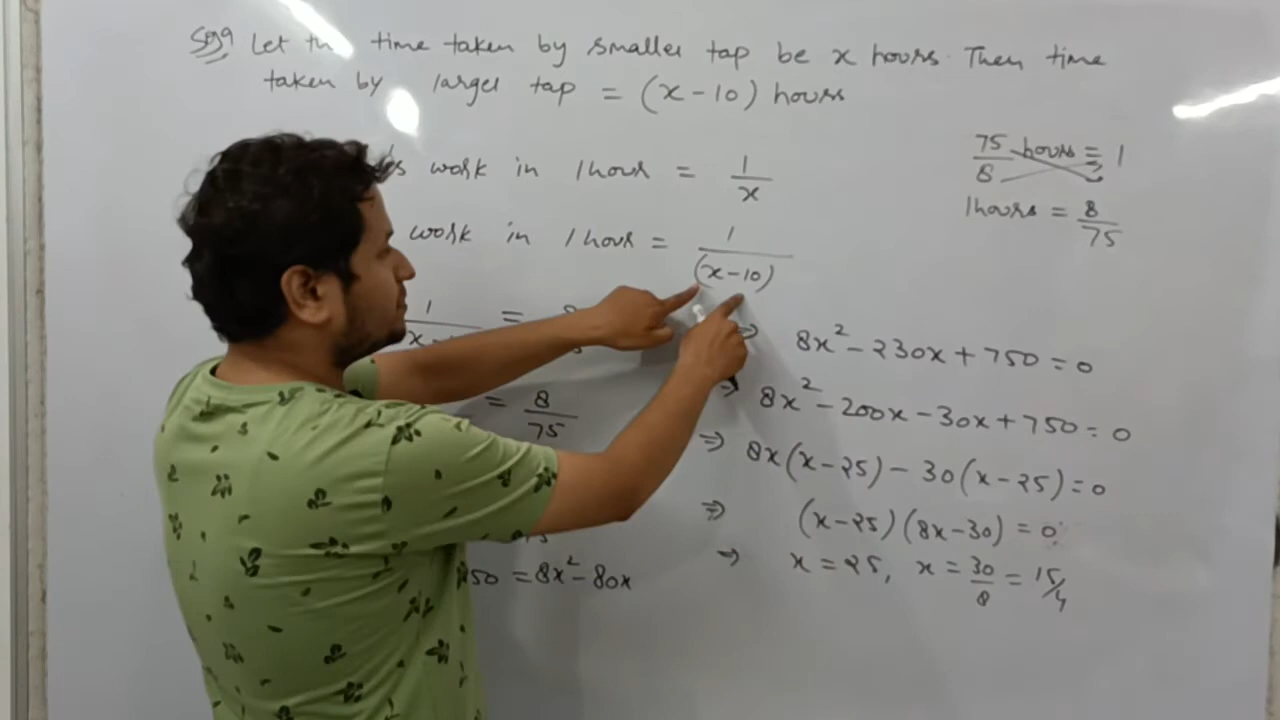 Let the time taken by smaller tap be x hours. Then time
taken by larger tap = (x-10) hours
work in 1 hour = 1/x
work in 1 hour = 1/(x-10)
75/8 hours = 1
1 hours = 8/75
= 8/75
50 = 8x² - 80x
8x² - 230x + 750 = 0
⇒ 8x² - 200x - 30x + 750 = 0
⇒ 8x(x-25) - 30(x-25) = 0
⇒ (x-25)(8x-30) = 0
⇒ x = 25, x = 30/8 = 15/4